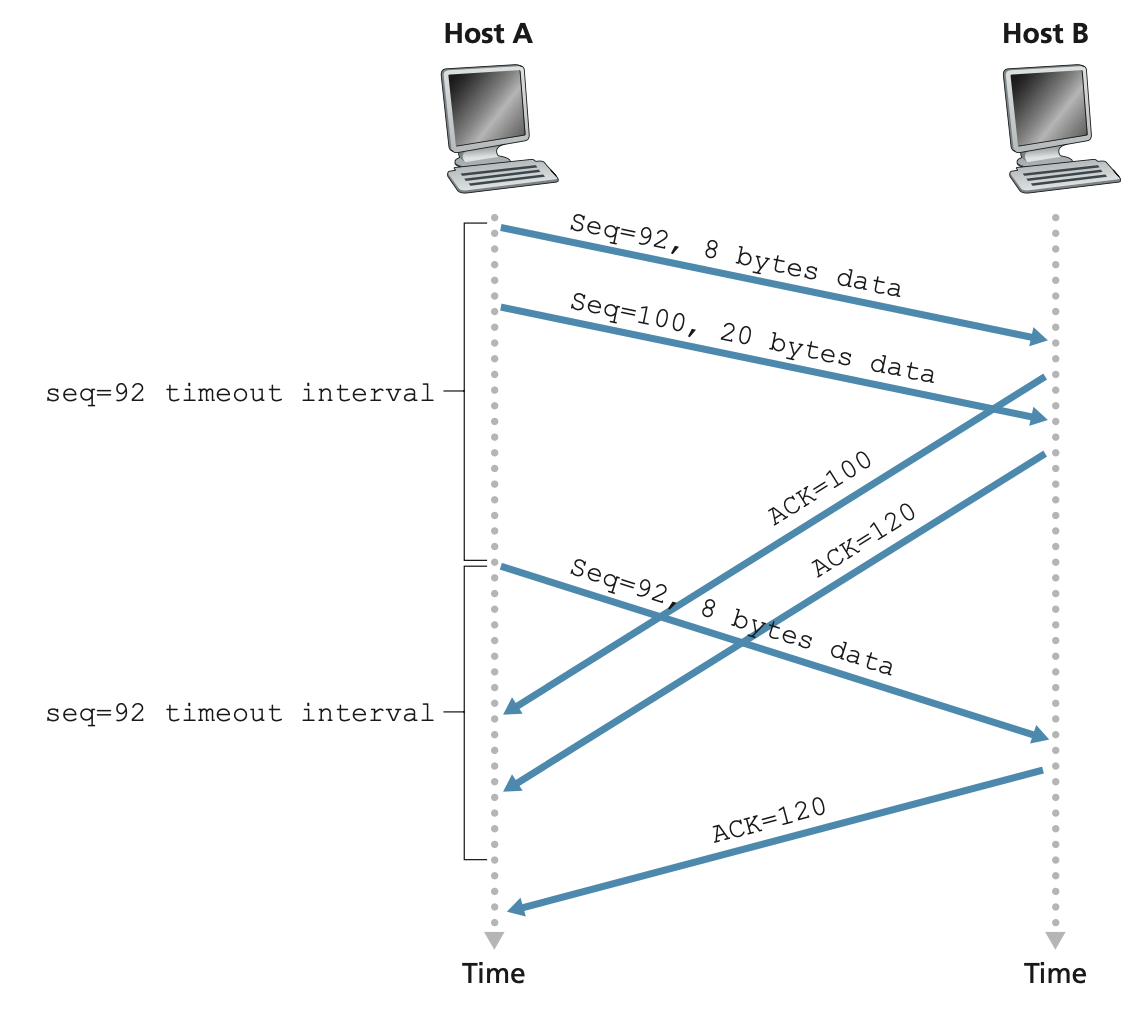 Host A
Host B
Seq=92, 8 bytes data
Seq=100, 20 bytes data
seq=92 timeout interval
ACK=100
ACK=120
Seq=92, 8 bytes data
seq=92 timeout interval
ACK=120
Time
Time